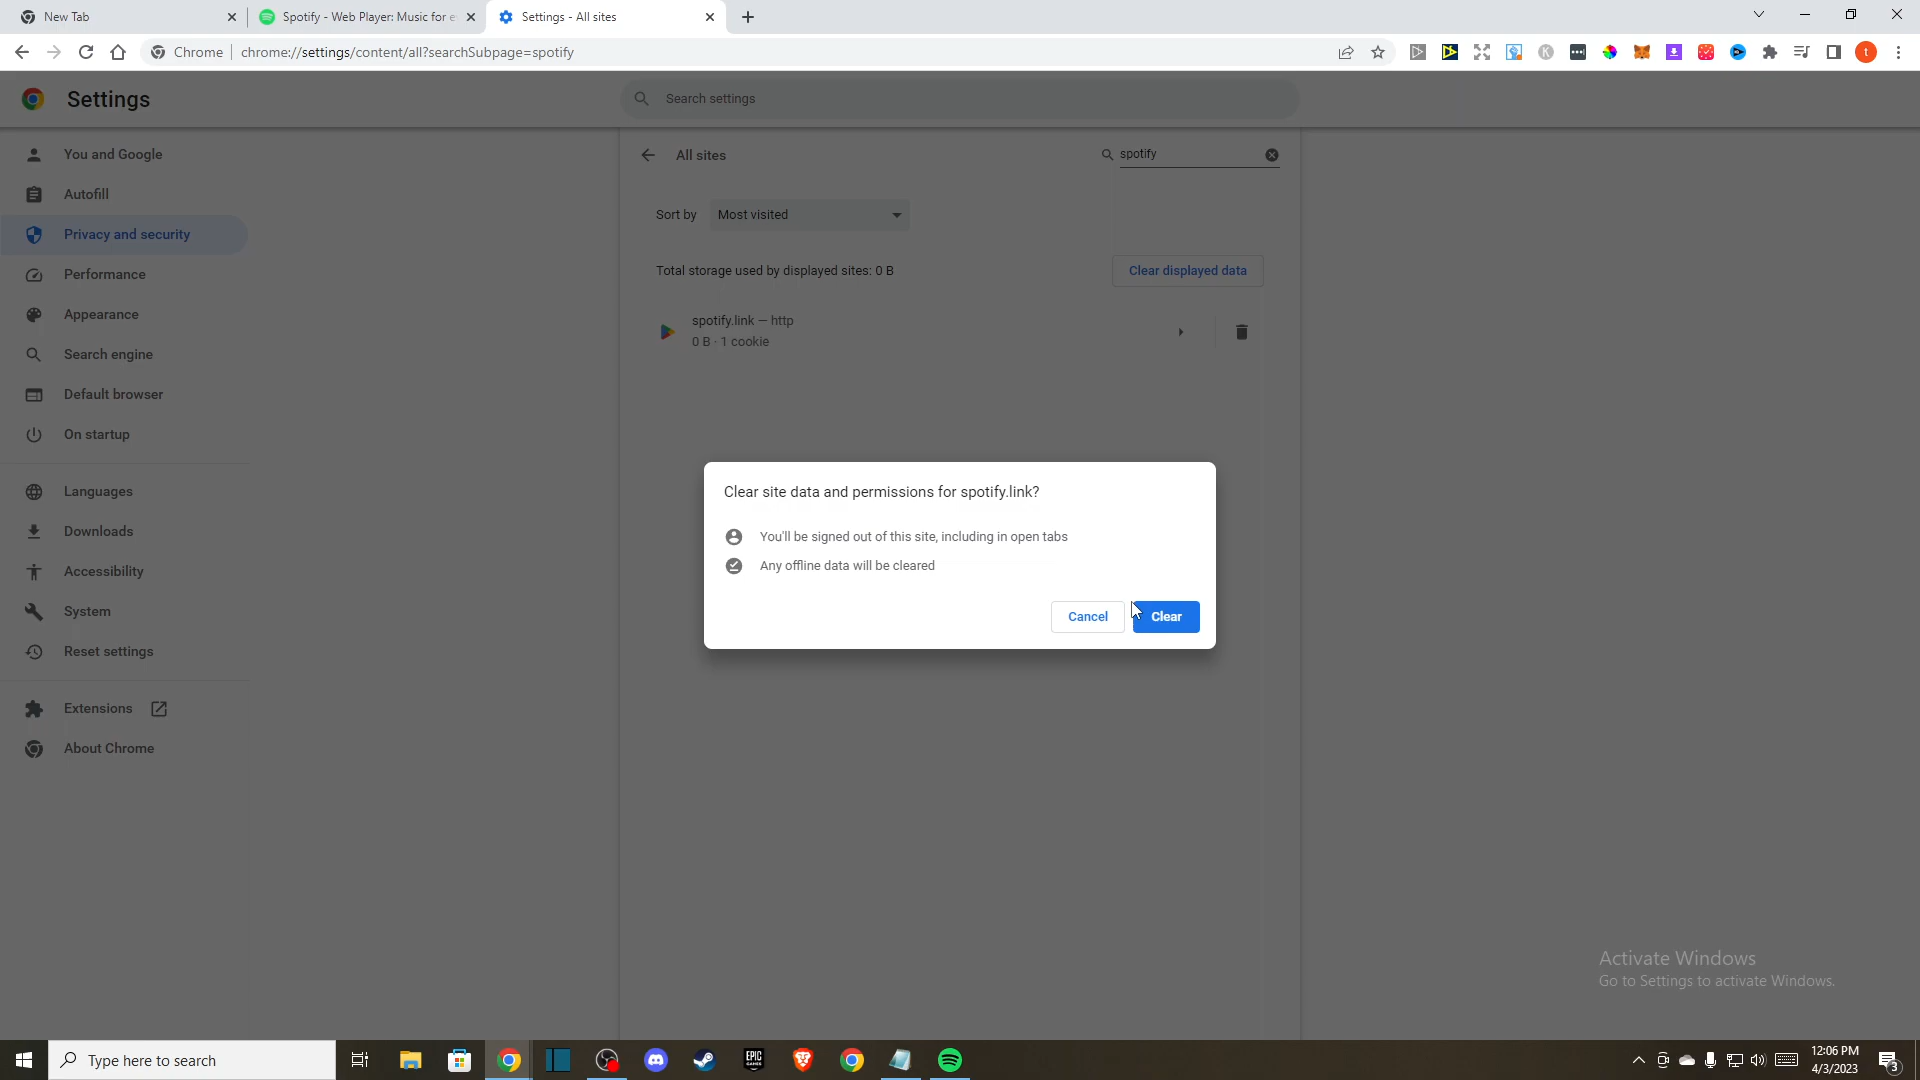 New Tab
Spotify - Web Player: Music for e
Settings - All sites
Chrome
chrome://settings/content/all?searchSubpage=spotify
t
Settings
Search settings
You and Google
Autofill
Privacy and security
Performance
Appearance
Search engine
Default browser
On startup
Languages
Downloads
Accessibility
System
Reset settings
Extensions
About Chrome
All sites
spotify
Sort by
Most visited
Total storage used by displayed sites: 0 B
Clear displayed data
spotify.link — http
0 B · 1 cookie
Clear site data and permissions for spotify.link?
You'll be signed out of this site, including in open tabs
Any offline data will be cleared
Cancel
Clear
Activate Windows
Go to Settings to activate Windows.
Type here to search
EPIC
GAMES
12:06 PM
4/3/2023
3